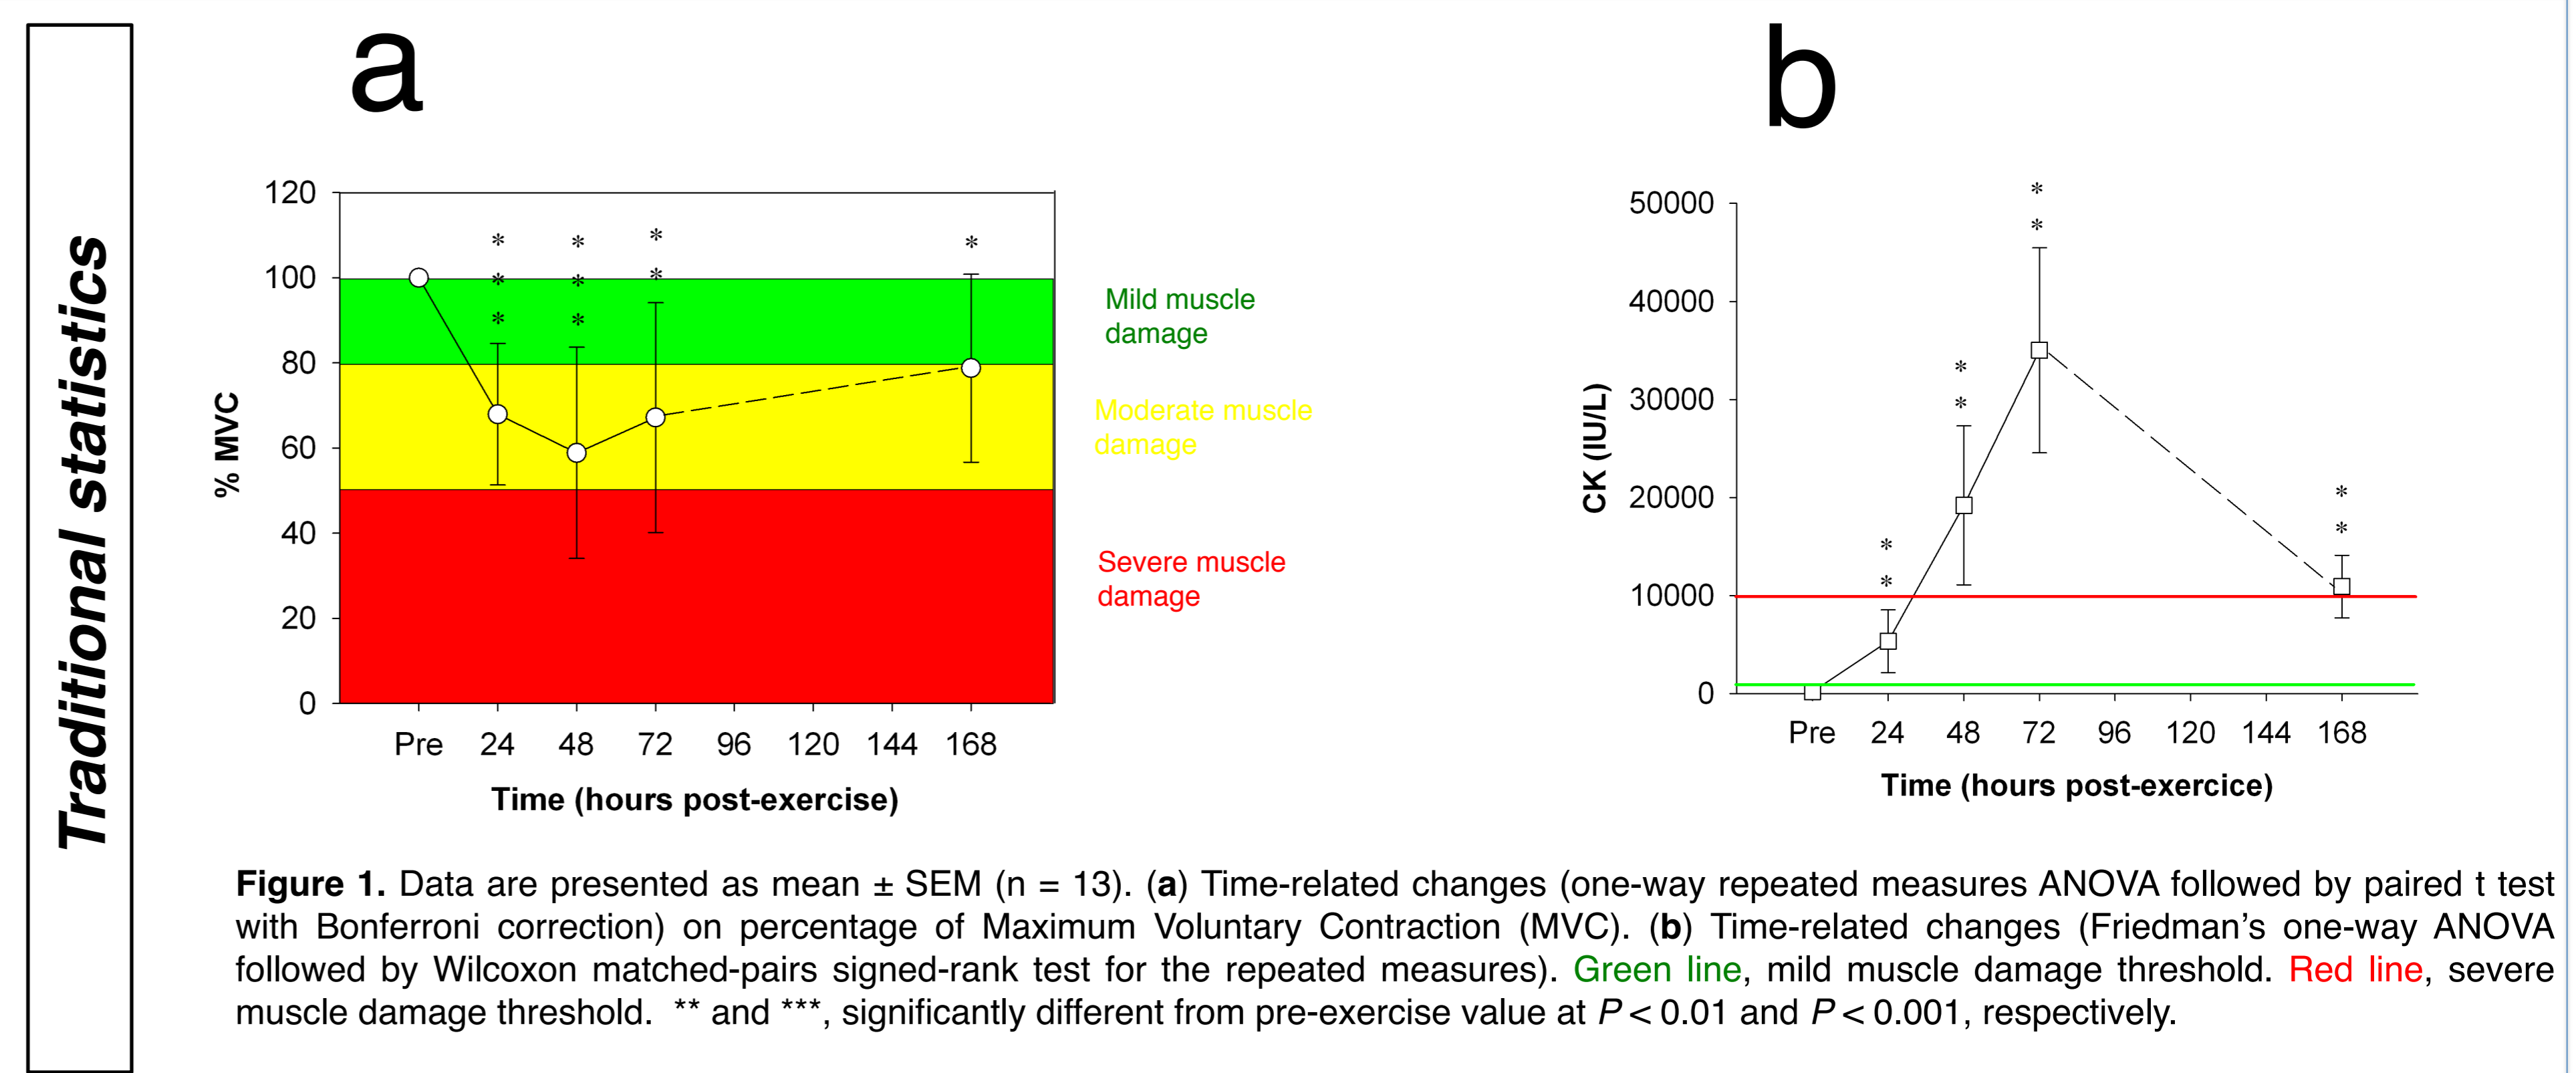 Traditional statistics
a
120
100
80
60
40
20
0
% MVC
*
*
*
*
*
*
*
*
*
Pre 24 48 72 96 120 144 168
Time (hours post-exercise)
Mild muscle
damage
Moderate muscle
damage
Severe muscle
damage
b
50000
40000
30000
20000
10000
0
CK (IU/L)
*
*
*
*
*
*
*
*
Pre 24 48 72 96 120 144 168
Time (hours post-exercice)
Figure 1. Data are presented as mean ± SEM (n = 13). (a) Time-related changes (one-way repeated measures ANOVA followed by paired t test
with Bonferroni correction) on percentage of Maximum Voluntary Contraction (MVC). (b) Time-related changes (Friedman’s one-way ANOVA
followed by Wilcoxon matched-pairs signed-rank test for the repeated measures). Green line, mild muscle damage threshold. Red line, severe
muscle damage threshold. ** and ***, significantly different from pre-exercise value at P < 0.01 and P < 0.001, respectively.